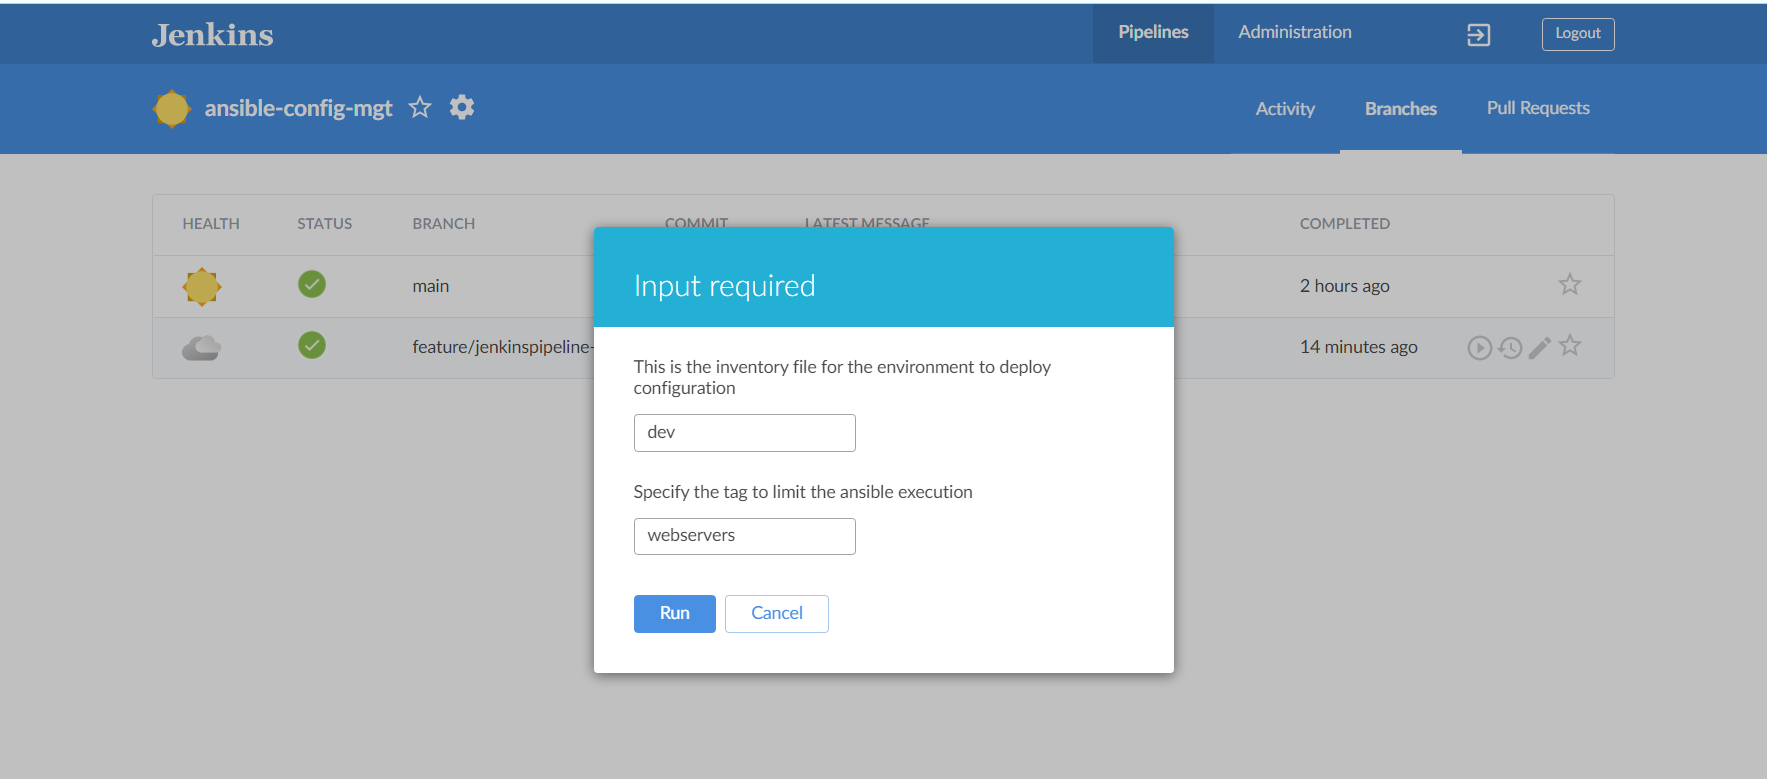 Jenkins
Pipelines
Administration
Logout
ansible-config-mgt
Activity
Branches
Pull Requests
HEALTH
STATUS
BRANCH
COMMIT
LATEST MESSAGE
COMPLETED
main
2 hours ago
feature/jenkinspipeline-
14 minutes ago
Input required
This is the inventory file for the environment to deploy
configuration
dev
Specify the tag to limit the ansible execution
webservers
Run
Cancel